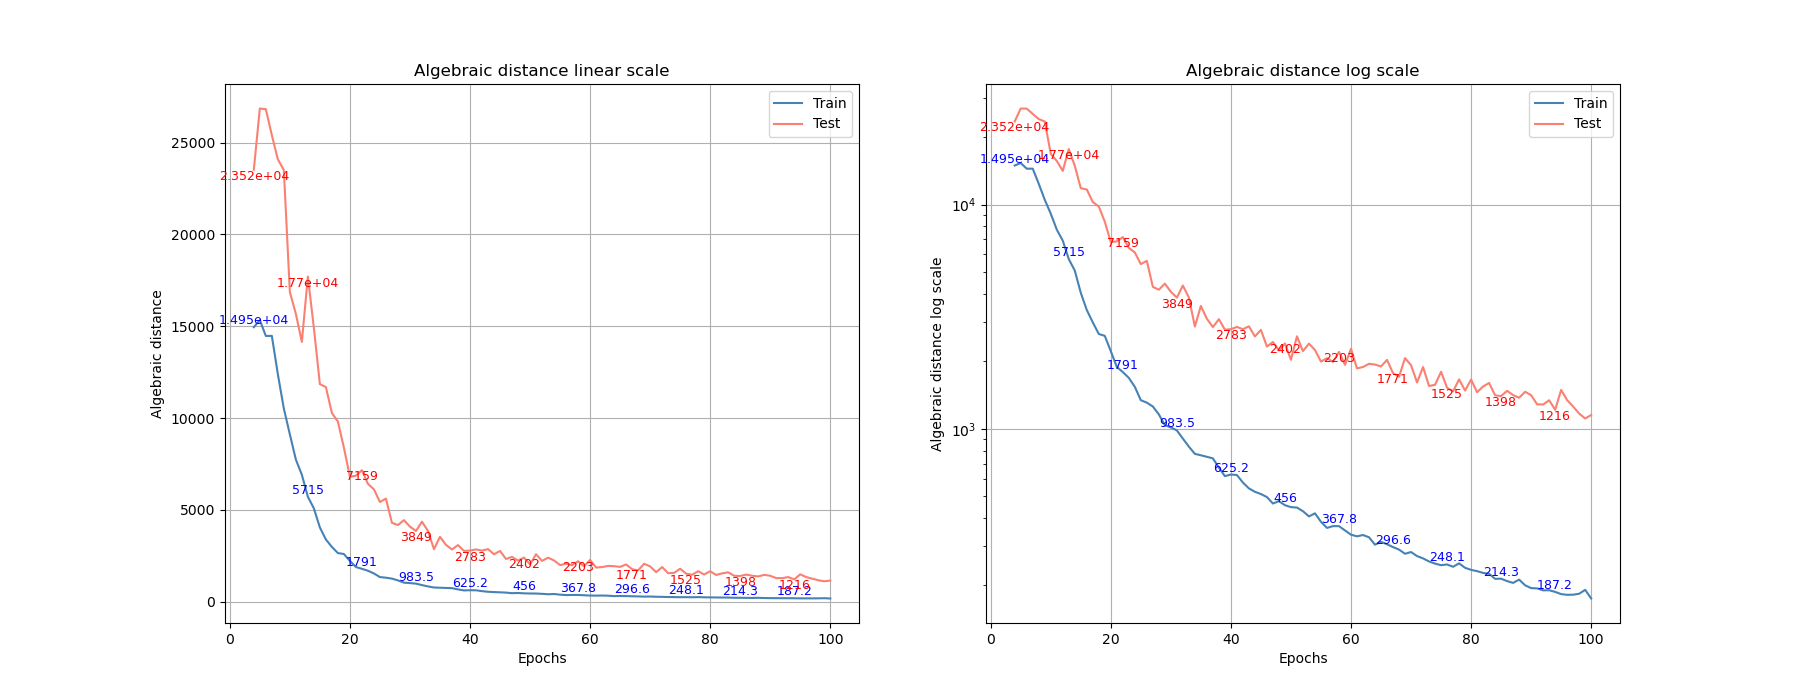 Algebraic distance linear scale
Train
Test
25000
20000
15000
10000
5000
0
Algebraic distance
2.352e+04
1.77e+04
7159
3849
2783
2402
2203
1771
1525
1398
1216
1.495e+04
5715
1791
983.5
625.2
456
367.8
296.6
248.1
214.3
187.2
0 20 40 60 80 100
Epochs
Algebraic distance log scale
Train
Test
10^4
10^3
Algebraic distance log scale
2.352e+04
1.77e+04
7159
3849
2783
2402
2203
1771
1525
1398
1216
1.495e+04
5715
1791
983.5
625.2
456
367.8
296.6
248.1
214.3
187.2
0 20 40 60 80 100
Epochs